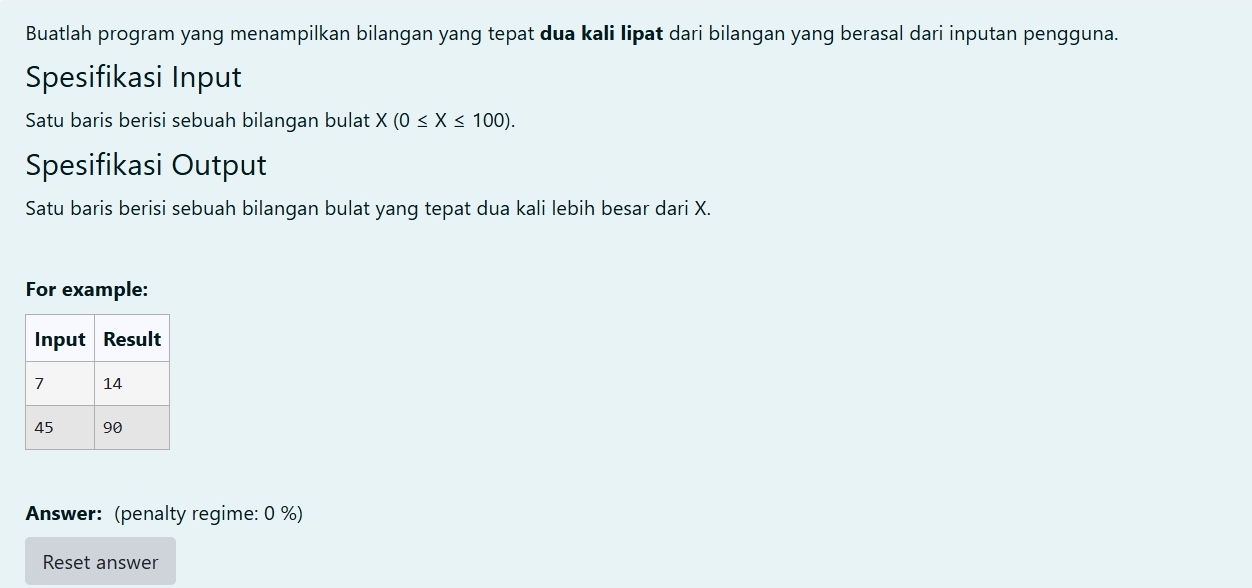 Buatlah program yang menampilkan bilangan yang tepat dua kali lipat dari bilangan yang berasal dari inputan pengguna.
Spesifikasi Input
Satu baris berisi sebuah bilangan bulat X (0 ≤ X ≤ 100).
Spesifikasi Output
Satu baris berisi sebuah bilangan bulat yang tepat dua kali lebih besar dari X.
For example:
Input Result
7 14
45 90
Answer: (penalty regime: 0 %)
Reset answer